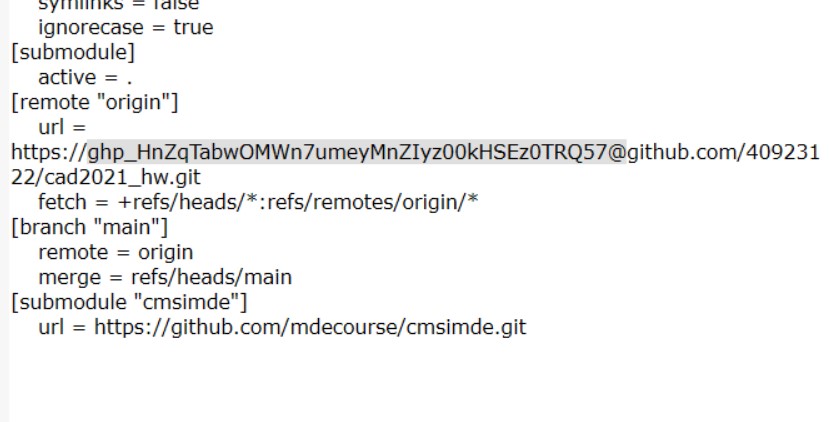 symlinks = false
ignorecase = true
[submodule]
active = .
[remote "origin"]
url =
https://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@github.com/409231
22/cad2021_hw.git
fetch = +refs/heads/*:refs/remotes/origin/*
[branch "main"]
remote = origin
merge = refs/heads/main
[submodule "cmsimde"]
url = https://github.com/mdecourse/cmsimde.git